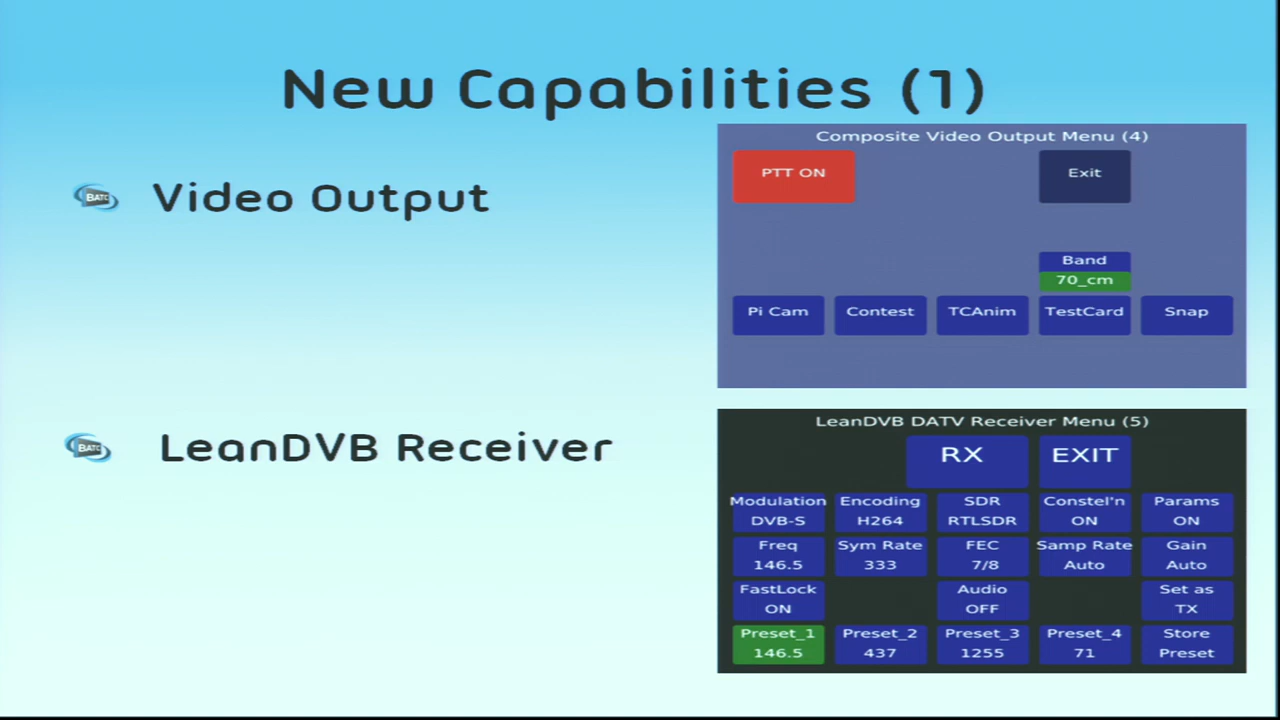 New Capabilities (1)
BATC Video Output
Composite Video Output Menu (4)
PTT ON Exit
Band
70_cm
Pi Cam Contest TCAnim TestCard Snap
BATC LeanDVB Receiver
LeanDVB DATV Receiver Menu (5)
RX EXIT
Modulation Encoding SDR Constel'n Params
DVB-S H264 RTLSDR ON ON
Freq Sym Rate FEC Samp Rate Gain
146.5 333 7/8 Auto Auto
FastLock Audio Set as
ON OFF TX
Preset_1 Preset_2 Preset_3 Preset_4 Store
146.5 437 1255 71 Preset